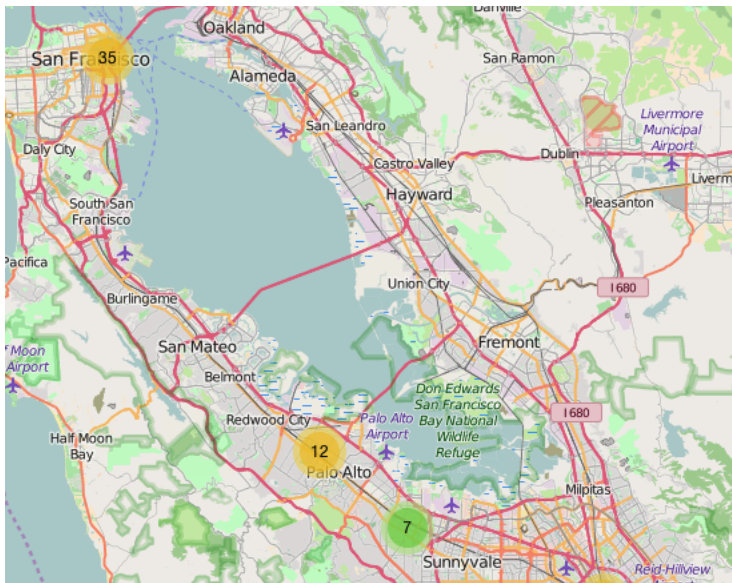 Danville
Oakland
San Francisco
35
San Ramon
Alameda
San Leandro
Livermore
Municipal
Airport
Daly City
Castro Valley
Dublin
Hayward
Liverm
Pleasanton
South San
Francisco
Pacifica
Union City
I 680
Burlingame
San Mateo
Fremont
f Moon
Airport
Belmont
Don Edwards
San Francisco
Bay National
Wildlife
Refuge
I 680
Redwood City
Palo Alto
Airport
Half Moon
Bay
12
Palo Alto
Milpitas
7
Sunnyvale
Reid-Hillview